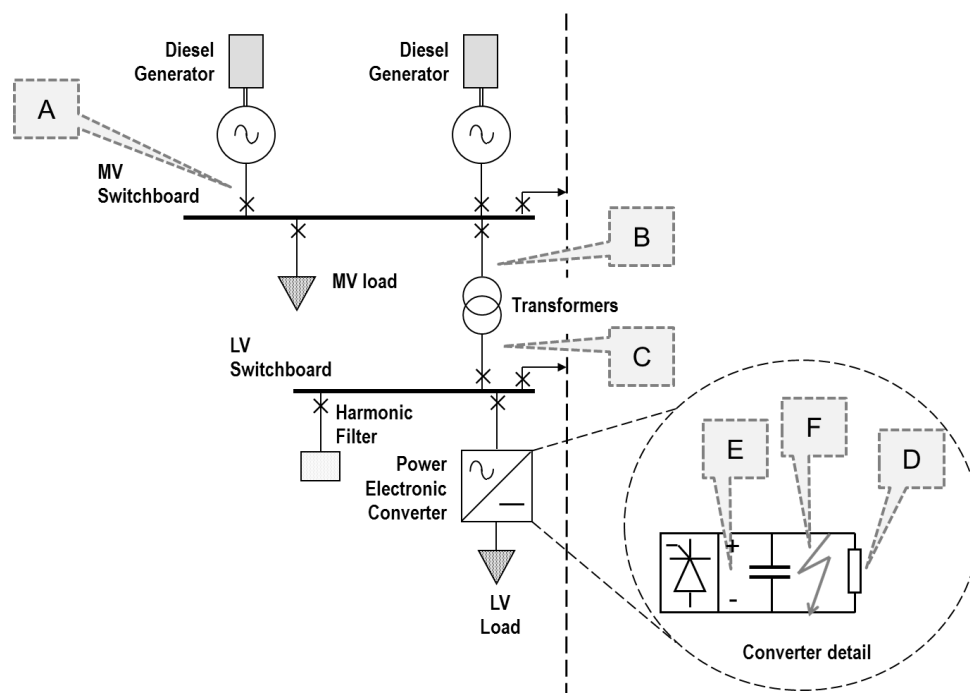 Diesel
Generator
Diesel
Generator
A
MV
Switchboard
B
MV load
Transformers
LV
Switchboard
C
Harmonic
Filter
Power
Electronic
Converter
F
E
D
+
-
LV
Load
Converter detail